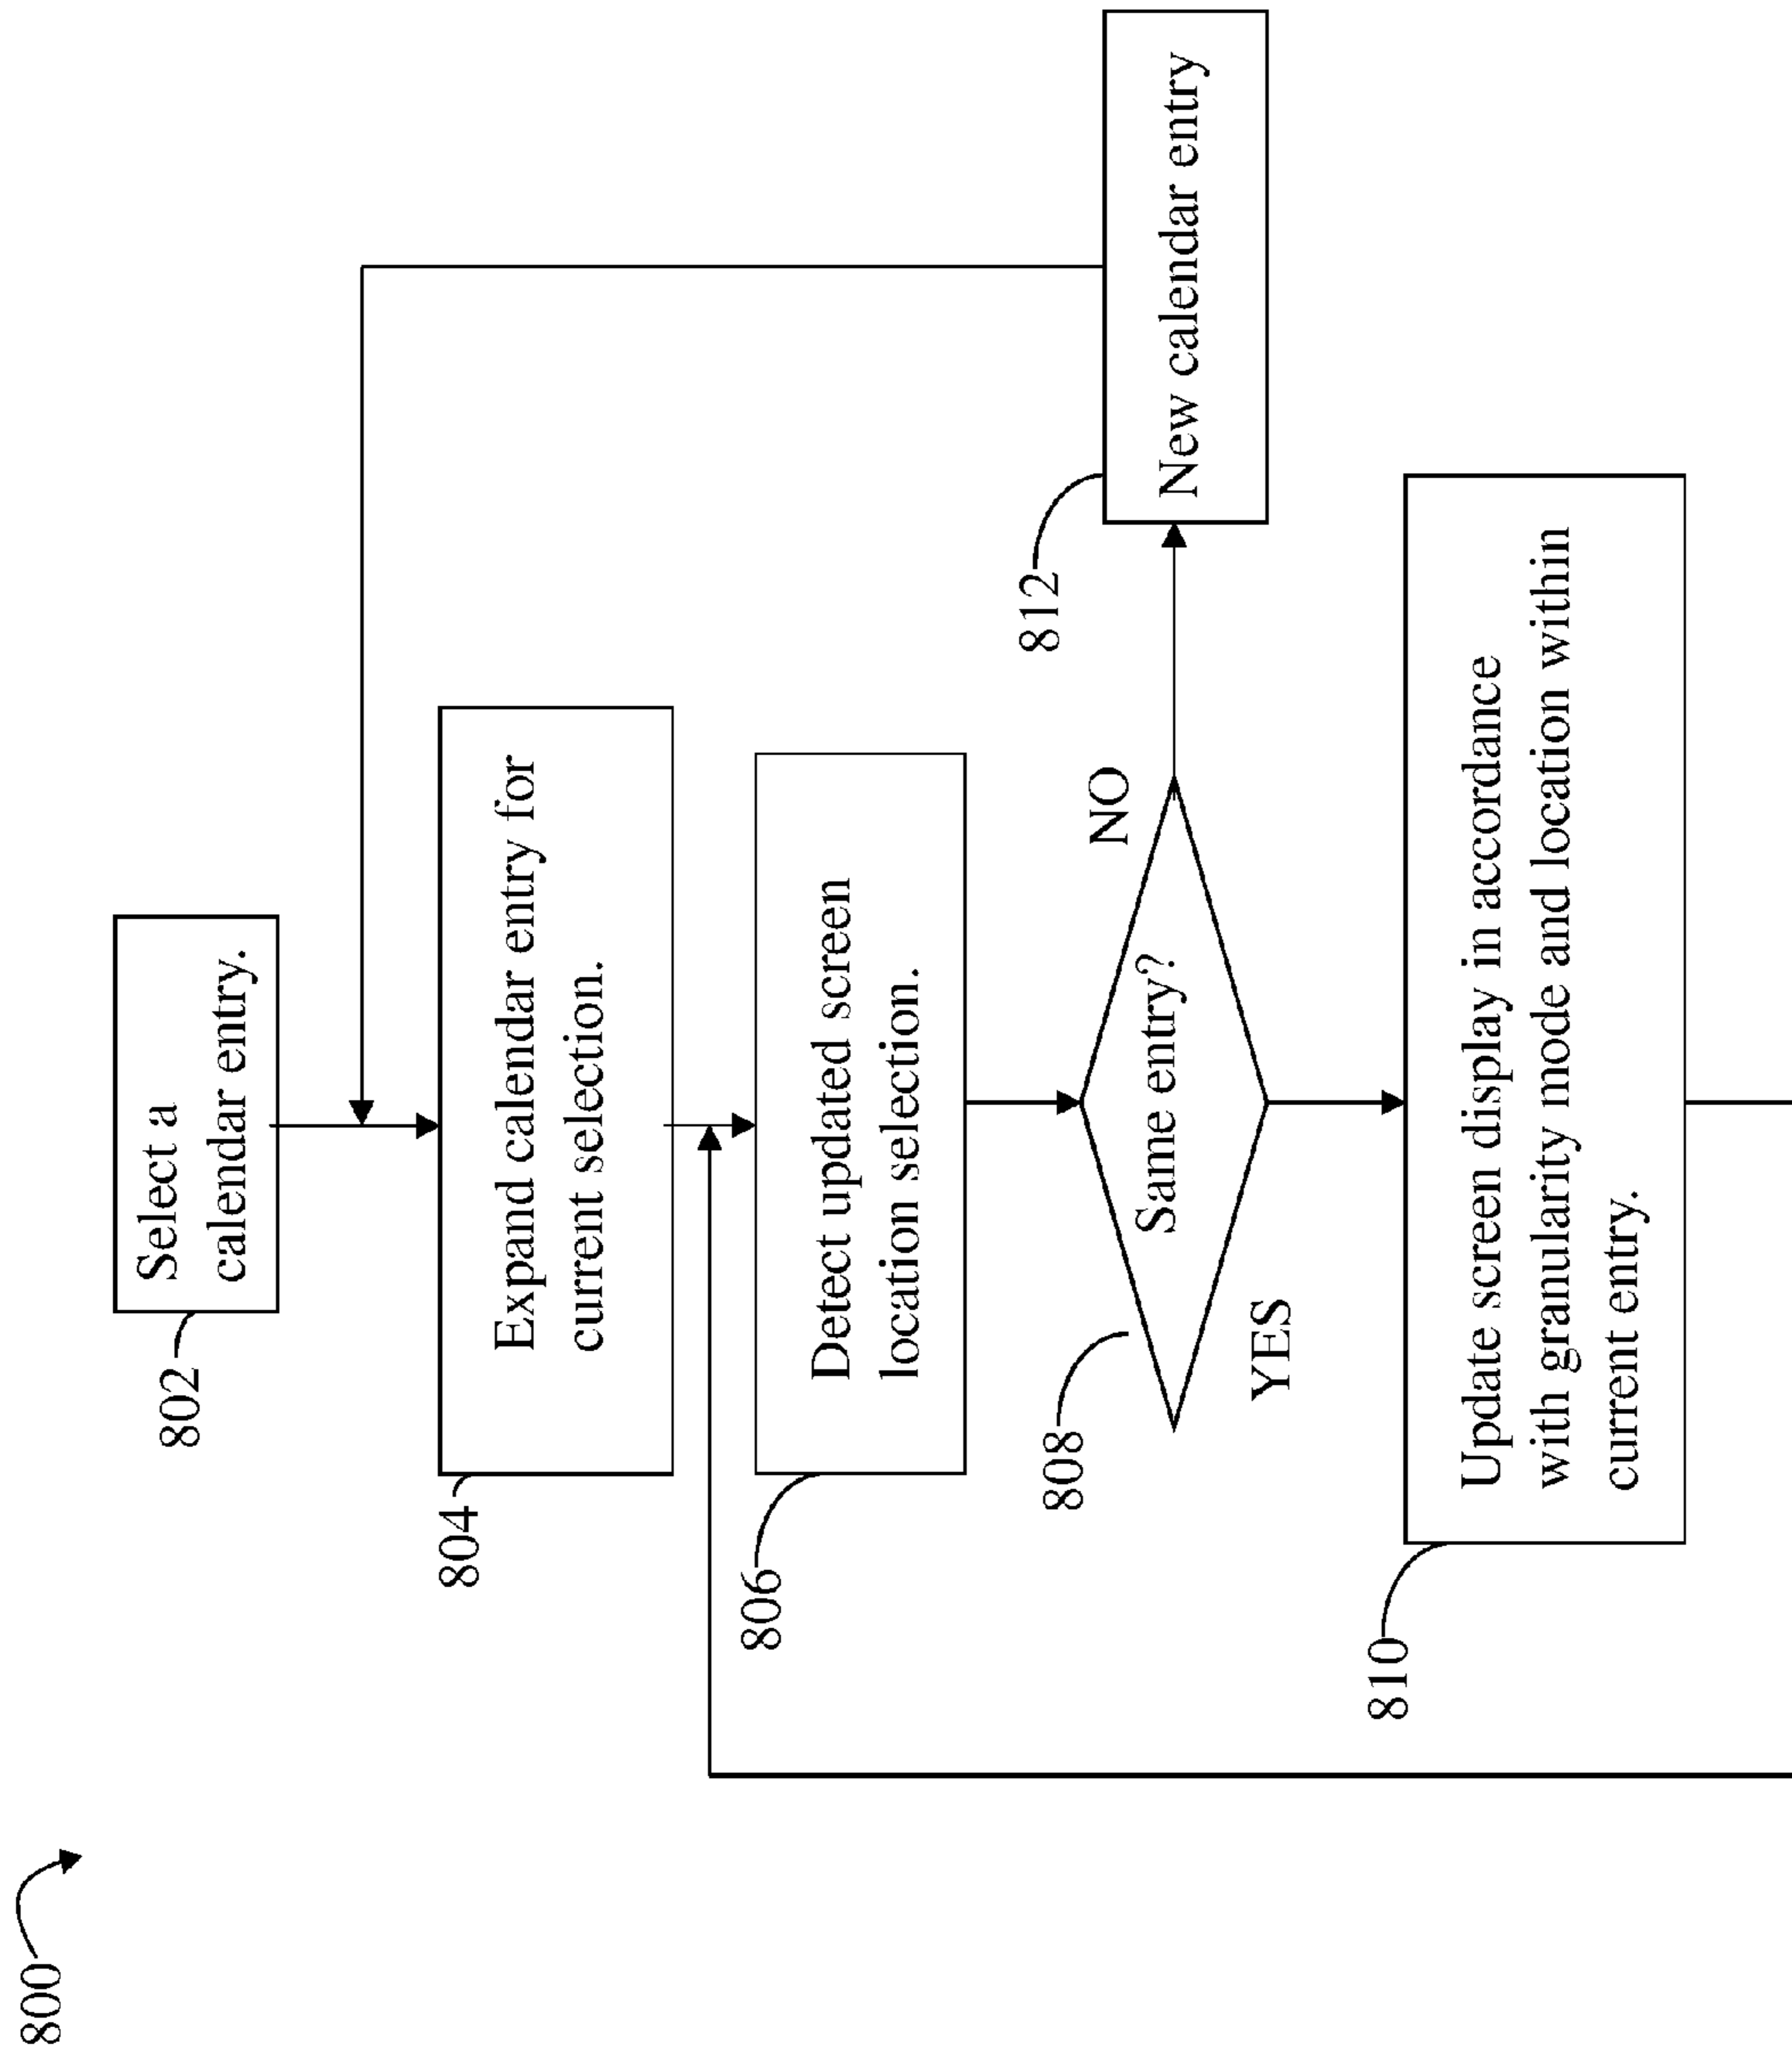 800
802
Select a
calendar entry.
804
Expand calendar entry for
current selection.
806
Detect updated screen
location selection.
808
Same entry?
NO
812
New calendar entry
YES
810
Update screen display in accordance
with granularity mode and location within
current entry.